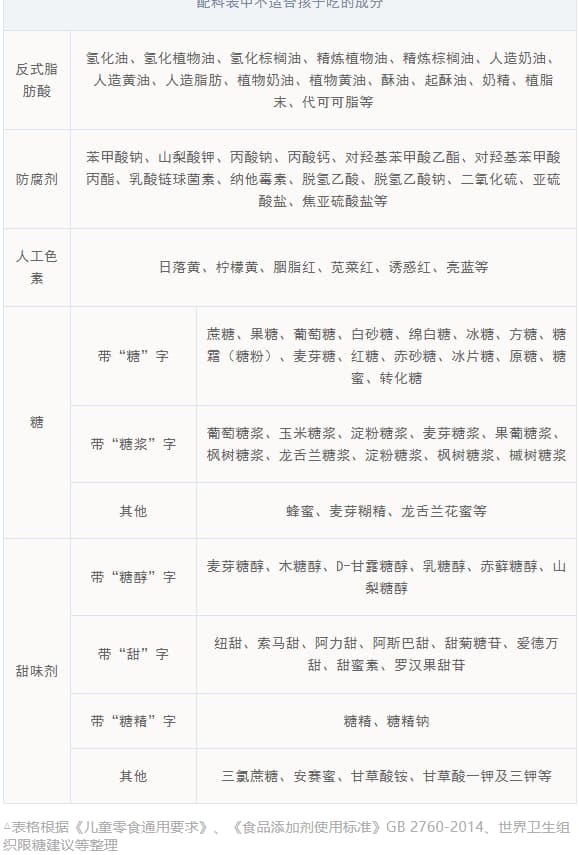 配料表中不适合孩子吃的成分
反式脂
肪酸
氢化油、氢化植物油、氢化棕榈油、精炼植物油、精炼棕榈油、人造奶油、
人造黄油、人造脂肪、植物奶油、植物黄油、酥油、起酥油、奶精、植脂
末、代可可脂等
防腐剂
苯甲酸钠、山梨酸钾、丙酸钠、丙酸钙、对羟基苯甲酸乙酯、对羟基苯甲酸
丙酯、乳酸链球菌素、纳他霉素、脱氢乙酸、脱氢乙酸钠、二氧化硫、亚硫
酸盐、焦亚硫酸盐等
人工色
素
日落黄、柠檬黄、胭脂红、苋菜红、诱惑红、亮蓝等
糖
带“糖”字
蔗糖、果糖、葡萄糖、白砂糖、绵白糖、冰糖、方糖、糖
霜（糖粉）、麦芽糖、红糖、赤砂糖、冰片糖、原糖、糖
蜜、转化糖
带“糖浆”字
葡萄糖浆、玉米糖浆、淀粉糖浆、麦芽糖浆、果葡糖浆、
枫树糖浆、龙舌兰糖浆、淀粉糖浆、枫树糖浆、槭树糖浆
其他
蜂蜜、麦芽糊精、龙舌兰花蜜等
甜味剂
带“糖醇”字
麦芽糖醇、木糖醇、D-甘露糖醇、乳糖醇、赤藓糖醇、山
梨糖醇
带“甜”字
纽甜、索马甜、阿力甜、阿斯巴甜、甜菊糖苷、爱德万
甜、甜蜜素、罗汉果甜苷
带“糖精”字
糖精、糖精钠
其他
三氯蔗糖、安赛蜜、甘草酸铵、甘草酸一钾及三钾等
△表格根据《儿童零食通用要求》、《食品添加剂使用标准》GB 2760-2014、世界卫生组
织限糖建议等整理